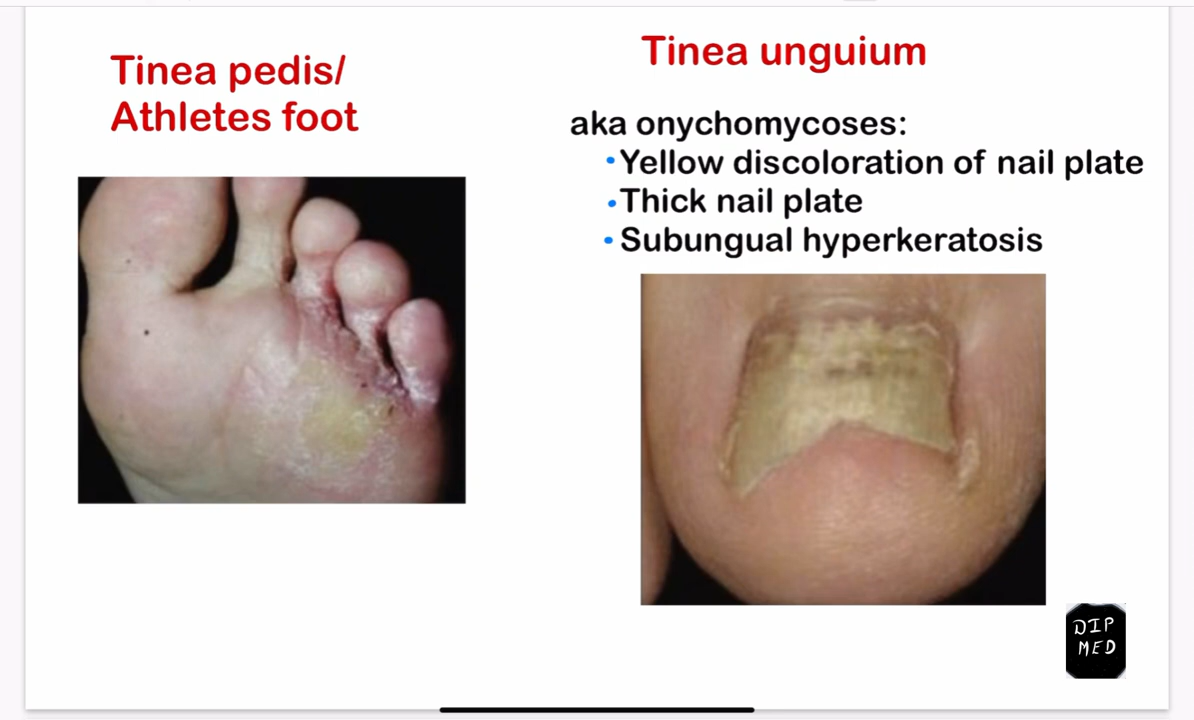 Tinea pedis/
Athletes foot
Tinea unguium
aka onychomycoses:
•Yellow discoloration of nail plate
•Thick nail plate
•Subungual hyperkeratosis
DIP
MED